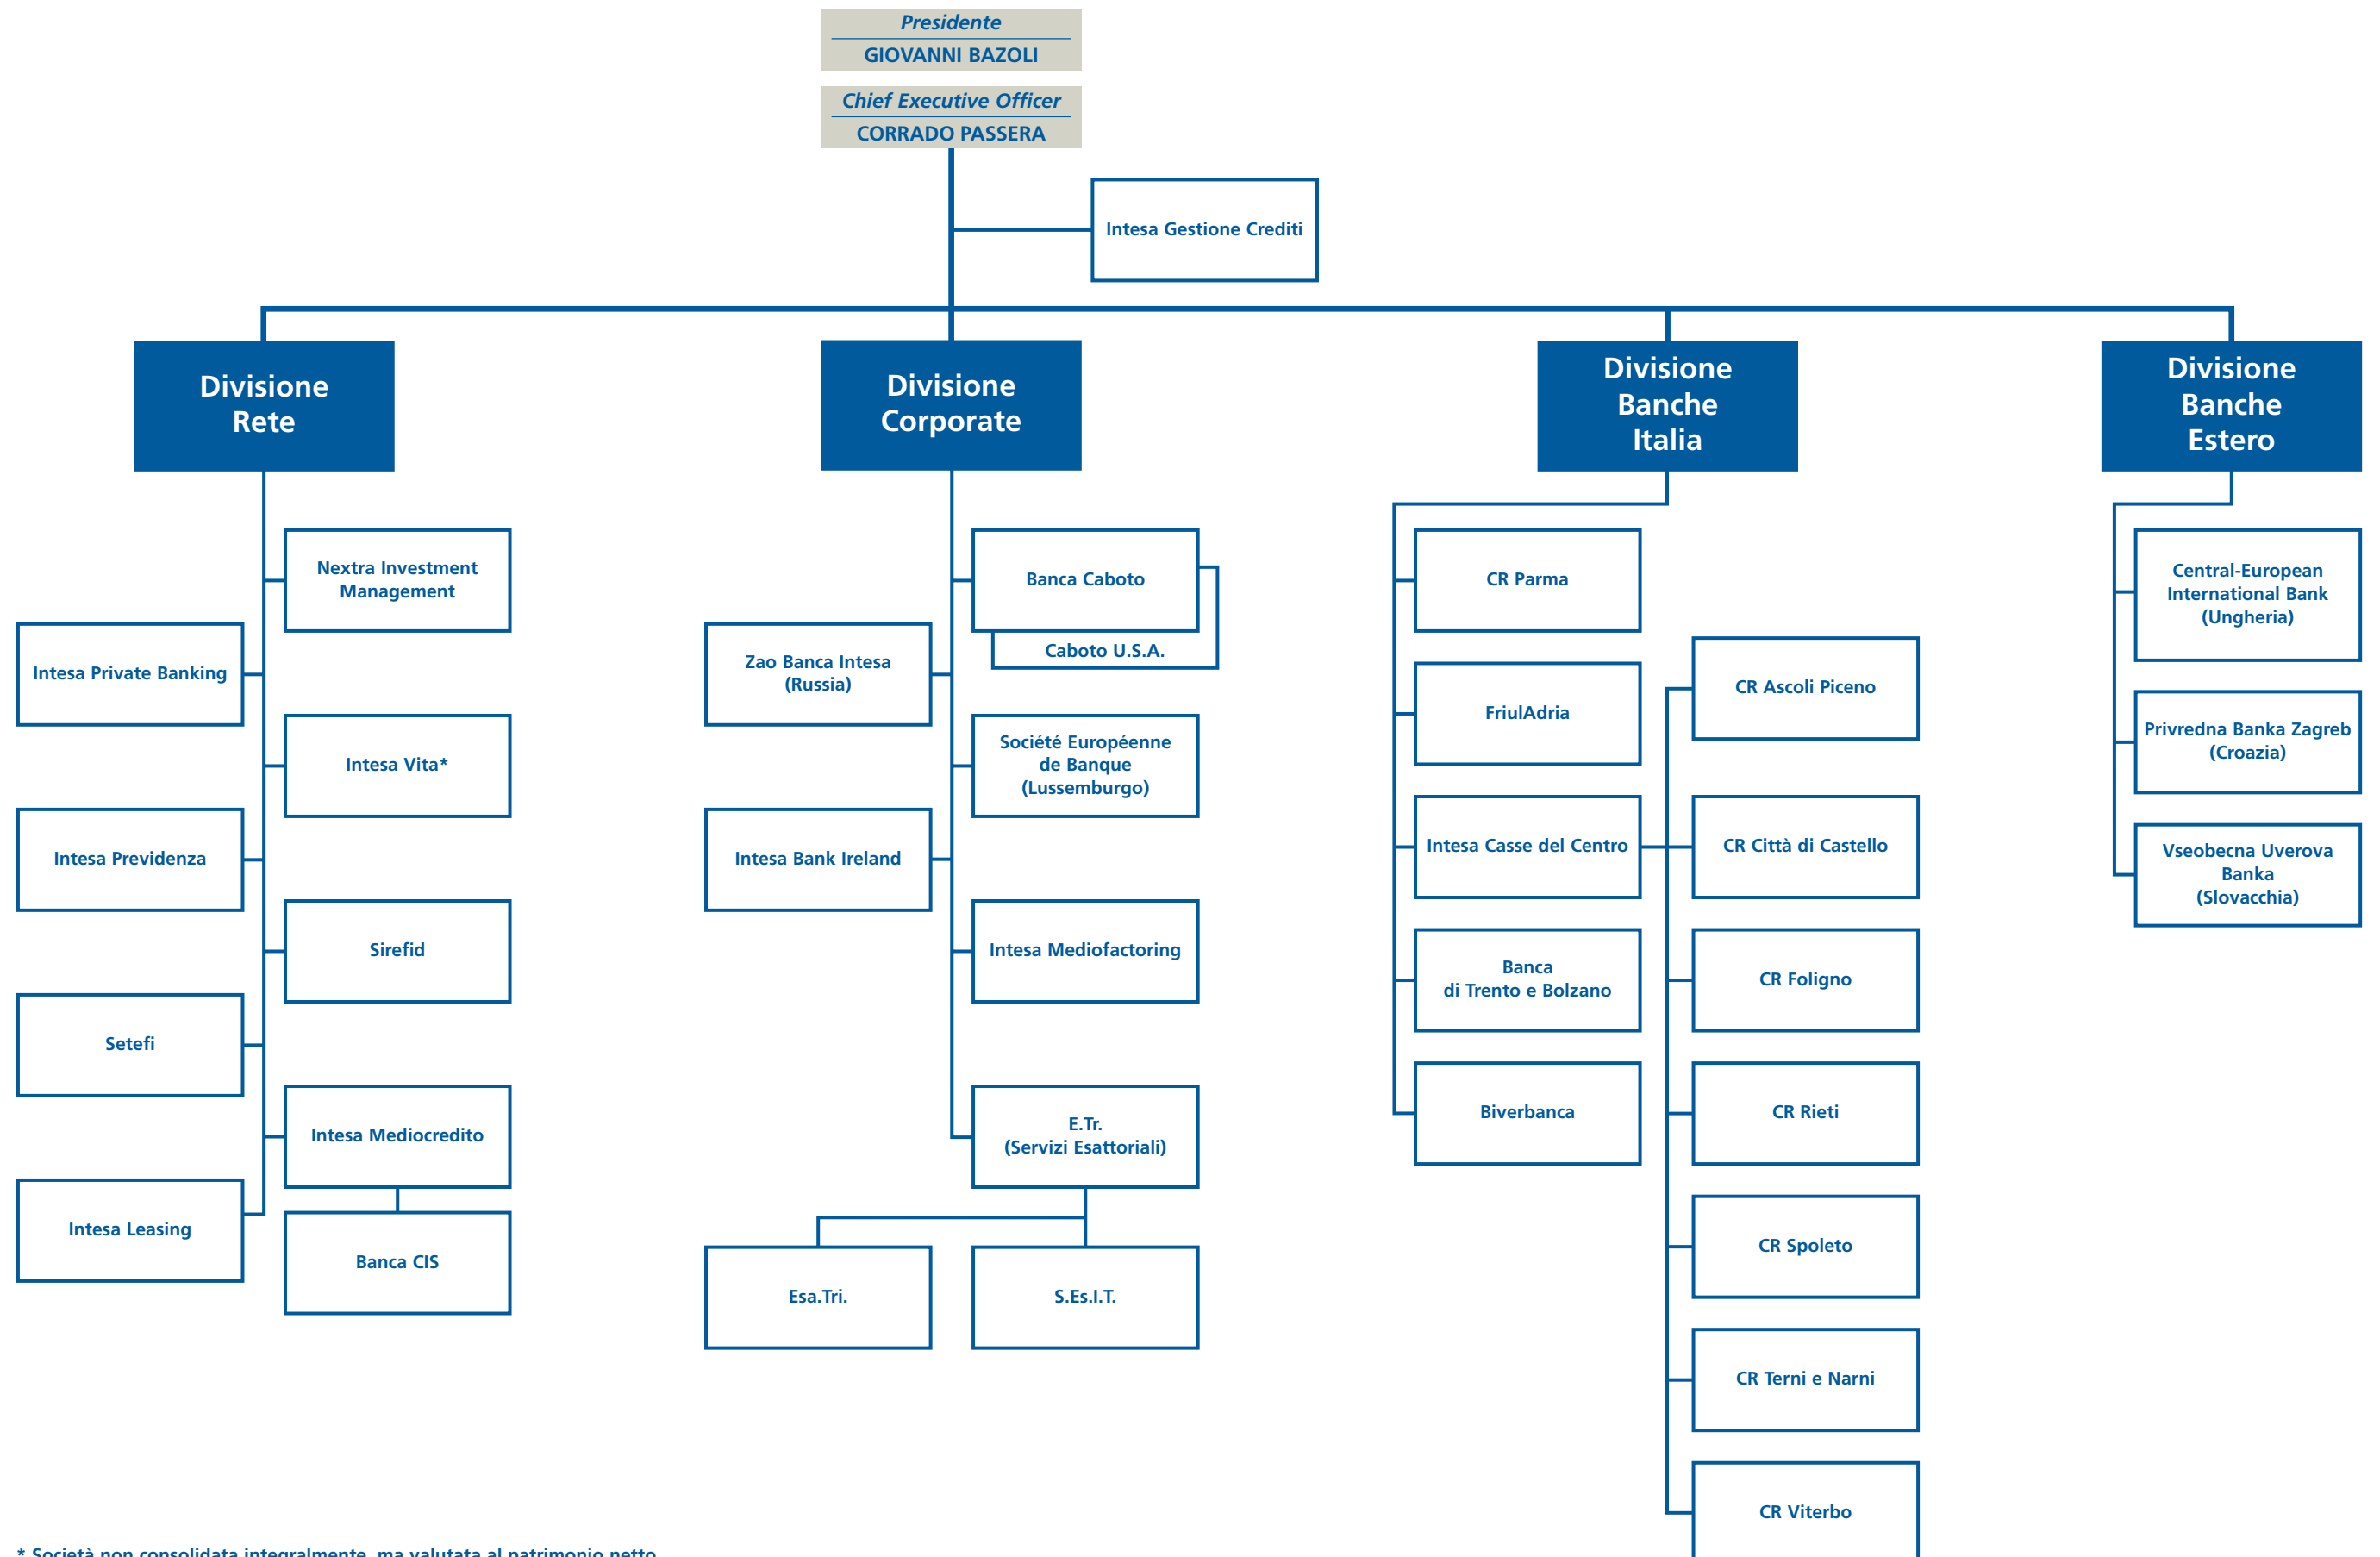 Presidente
GIOVANNI BAZOLI
Chief Executive Officer
CORRADO PASSERA
Intesa Gestione Crediti
Divisione
Rete
Nextra Investment
Management
Intesa Private Banking
Intesa Vita*
Intesa Previdenza
Sirefid
Setefi
Intesa Mediocredito
Intesa Leasing
Banca CIS
Divisione
Corporate
Banca Caboto
Caboto U.S.A.
Zao Banca Intesa
(Russia)
Société Européenne
de Banque
(Lussemburgo)
Intesa Bank Ireland
Intesa Mediofactoring
E.Tr.
(Servizi Esattoriali)
Esa.Tri.
S.Es.I.T.
Divisione
Banche
Italia
CR Parma
FriulAdria
Intesa Casse del Centro
Banca
di Trento e Bolzano
Biverbanca
CR Ascoli Piceno
CR Città di Castello
CR Foligno
CR Rieti
CR Spoleto
CR Terni e Narni
CR Viterbo
Divisione
Banche
Estero
Central-European
International Bank
(Ungheria)
Privredna Banka Zagreb
(Croazia)
Vseobecna Uverova
Banka
(Slovacchia)
* Società non consolidata integralmente, ma valutata al patrimonio netto